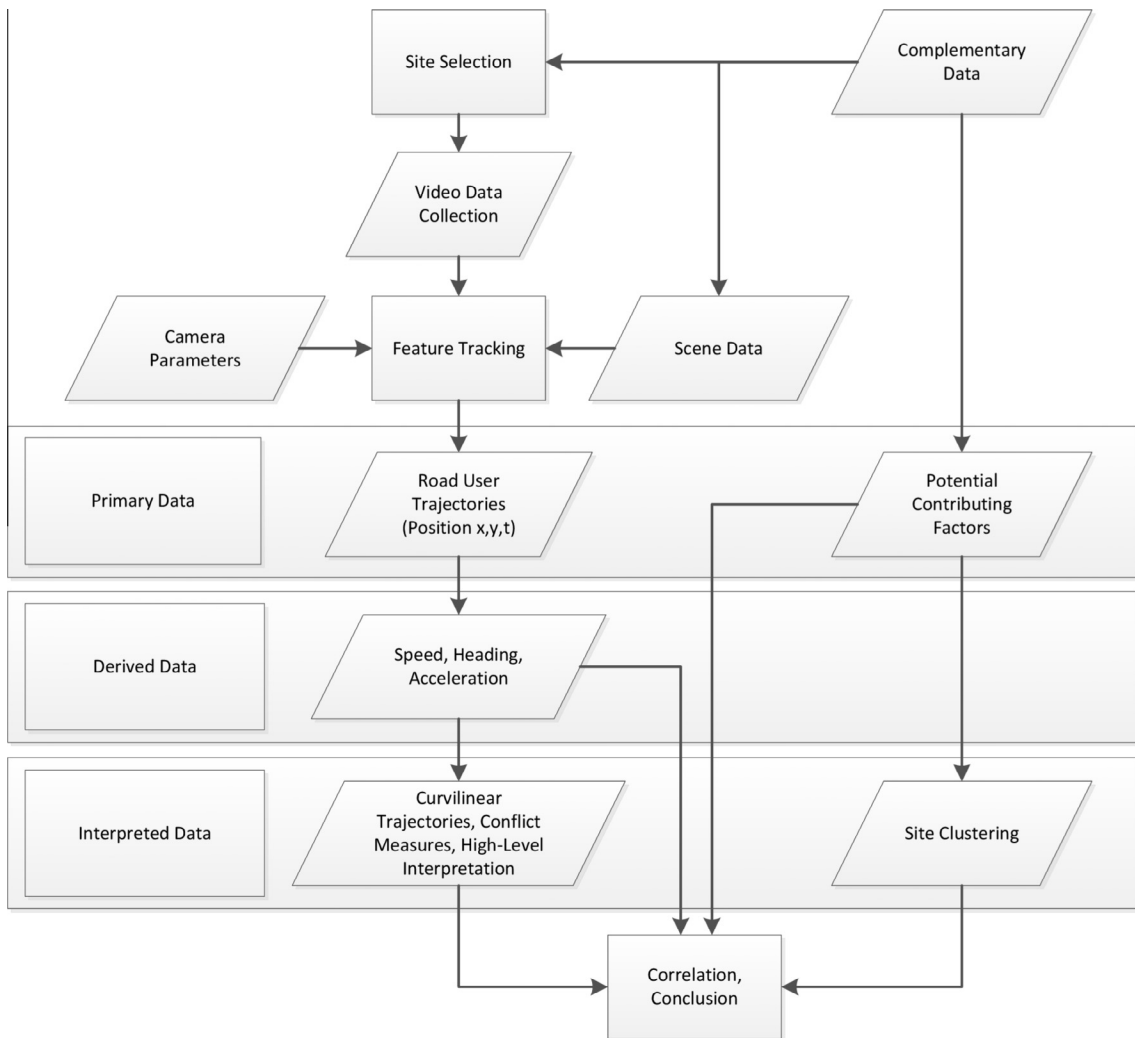 Site Selection
Complementary
Data
Video Data
Collection
Camera
Parameters
Feature Tracking
Scene Data
Primary Data
Road User
Trajectories
(Position x,y,t)
Potential
Contributing
Factors
Derived Data
Speed, Heading,
Acceleration
Interpreted Data
Curvilinear
Trajectories, Conflict
Measures, High-Level
Interpretation
Site Clustering
Correlation,
Conclusion